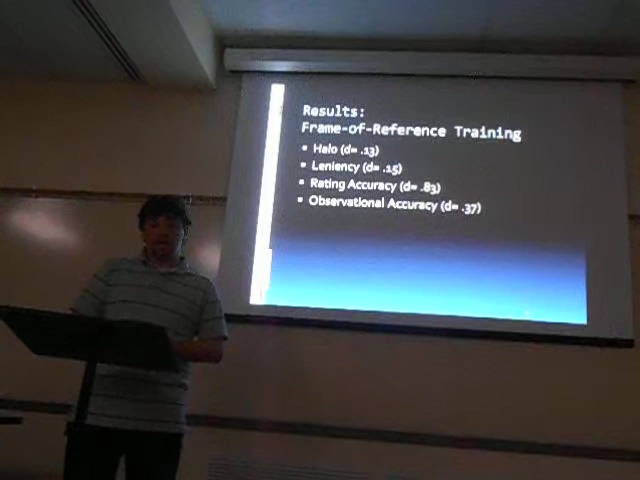 Results:
Frame-of-Reference Training
• Halo (d= .13)
• Leniency (d= .15)
• Rating Accuracy (d= .83)
• Observational Accuracy (d= .37)